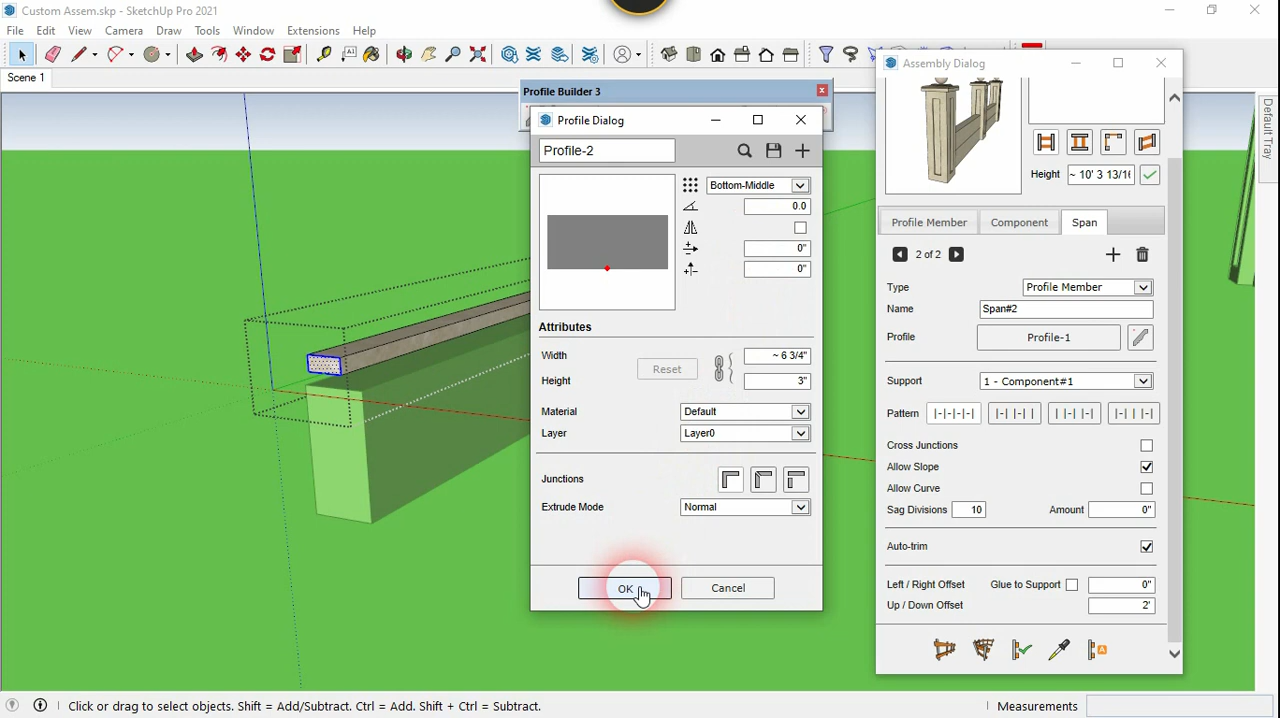 Custom Assem.skp - SketchUp Pro 2021
File Edit View Camera Draw Tools Window Extensions Help
Scene 1
Default Tray
Profile Builder 3
Profile Dialog
Profile-2
Bottom-Middle
0.0
0"
0"
Attributes
Width ~ 6 3/4"
Reset
Height 3"
Material Default
Layer Layer0
Junctions
Extrude Mode Normal
OK Cancel
Assembly Dialog
Height ~ 10' 3 13/16
Profile Member Component Span
2 of 2
Type Profile Member
Name Span#2
Profile Profile-1
Support 1 - Component#1
Pattern |-|-|-|-| |-|-| | | |-|-| |-| | |-|
Cross Junctions
Allow Slope
Allow Curve
Sag Divisions 10 Amount 0"
Auto-trim
Left / Right Offset Glue to Support 0"
Up / Down Offset 2'
A
Click or drag to select objects. Shift = Add/Subtract. Ctrl = Add. Shift + Ctrl = Subtract.
Measurements